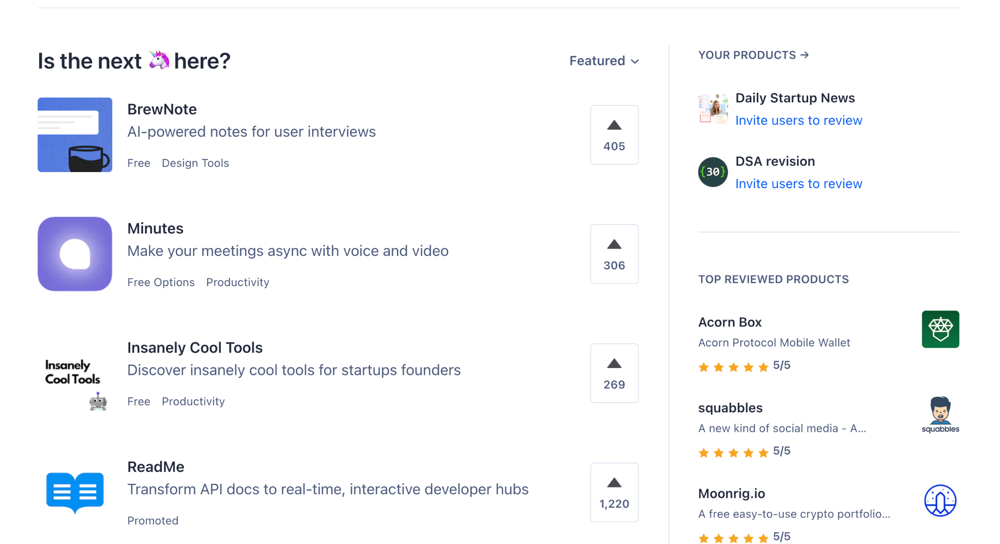 Is the next 🦄 here?
Featured
BrewNote
AI-powered notes for user interviews
Free Design Tools
405
Minutes
Make your meetings async with voice and video
Free Options Productivity
306
Insanely
Cool Tools
Insanely Cool Tools
Discover insanely cool tools for startups founders
Free Productivity
269
ReadMe
Transform API docs to real-time, interactive developer hubs
Promoted
1,220
YOUR PRODUCTS →
Daily Startup News
Invite users to review
{30}
DSA revision
Invite users to review
TOP REVIEWED PRODUCTS
Acorn Box
Acorn Protocol Mobile Wallet
5/5
squabbles
A new kind of social media - A...
5/5
squabbles
Moonrig.io
A free easy-to-use crypto portfolio...
5/5